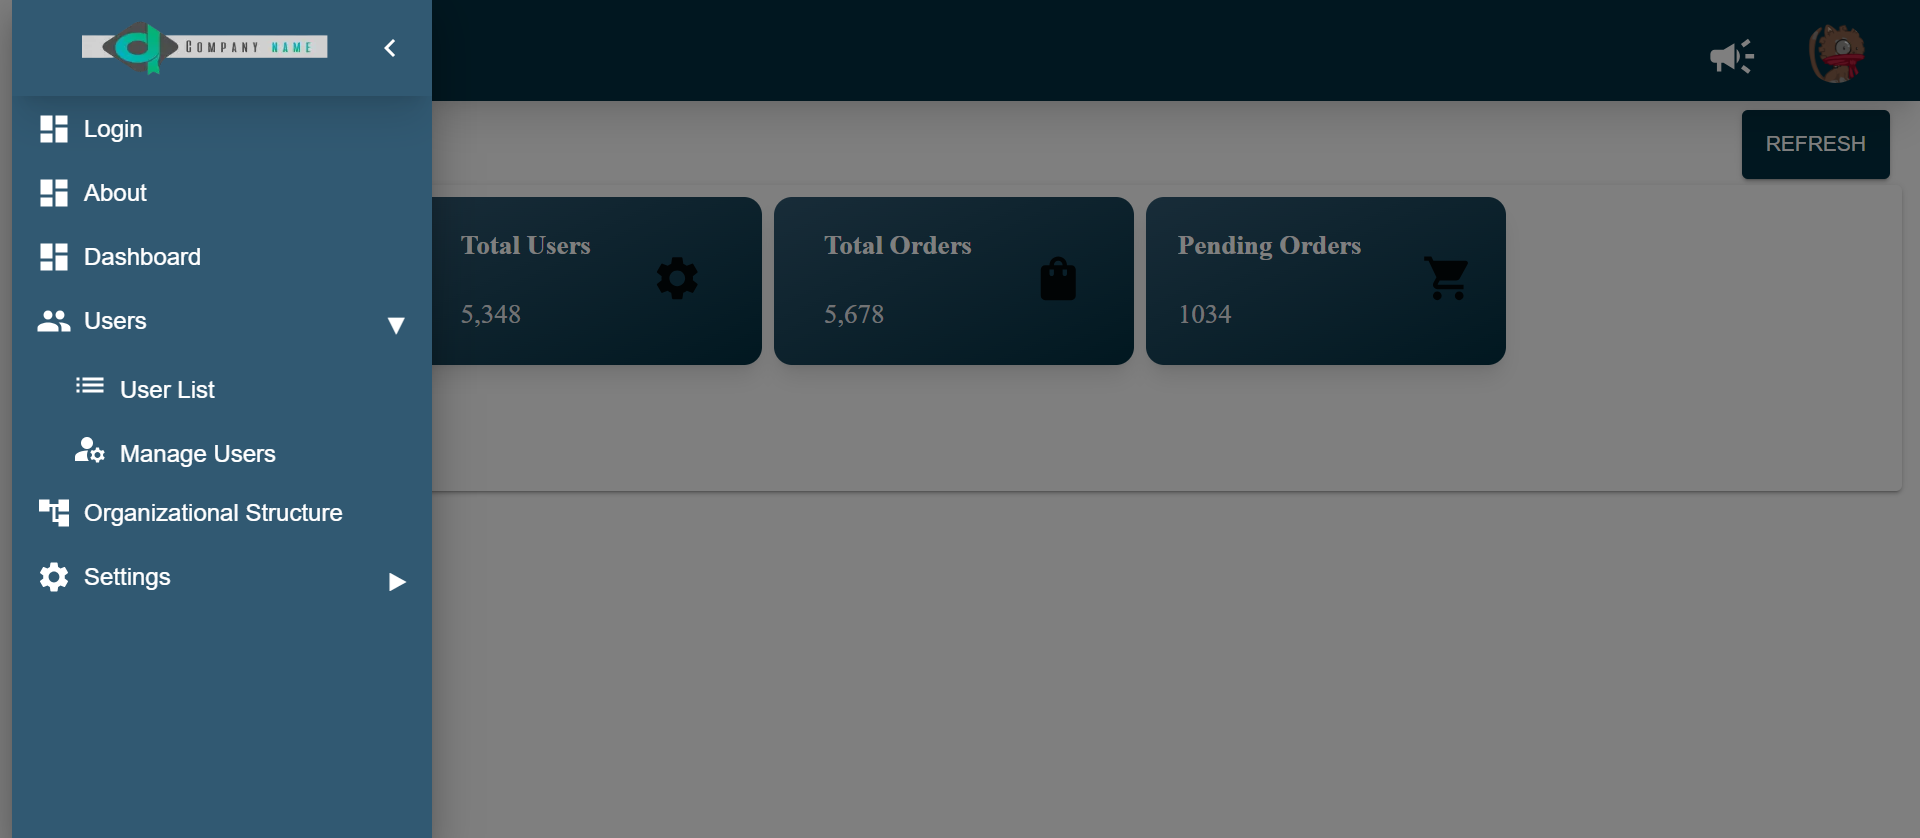 COMPANY NAME
Login
About
Dashboard
Users
User List
Manage Users
Organizational Structure
Settings
REFRESH
Total Users
5,348
Total Orders
5,678
Pending Orders
1034